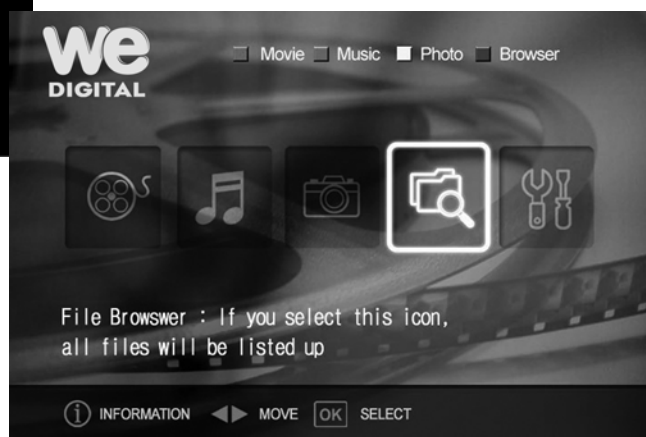 We
DIGITAL
Movie Music Photo Browser
File Browswer : If you select this icon,
all files will be listed up
i INFORMATION MOVE OK SELECT